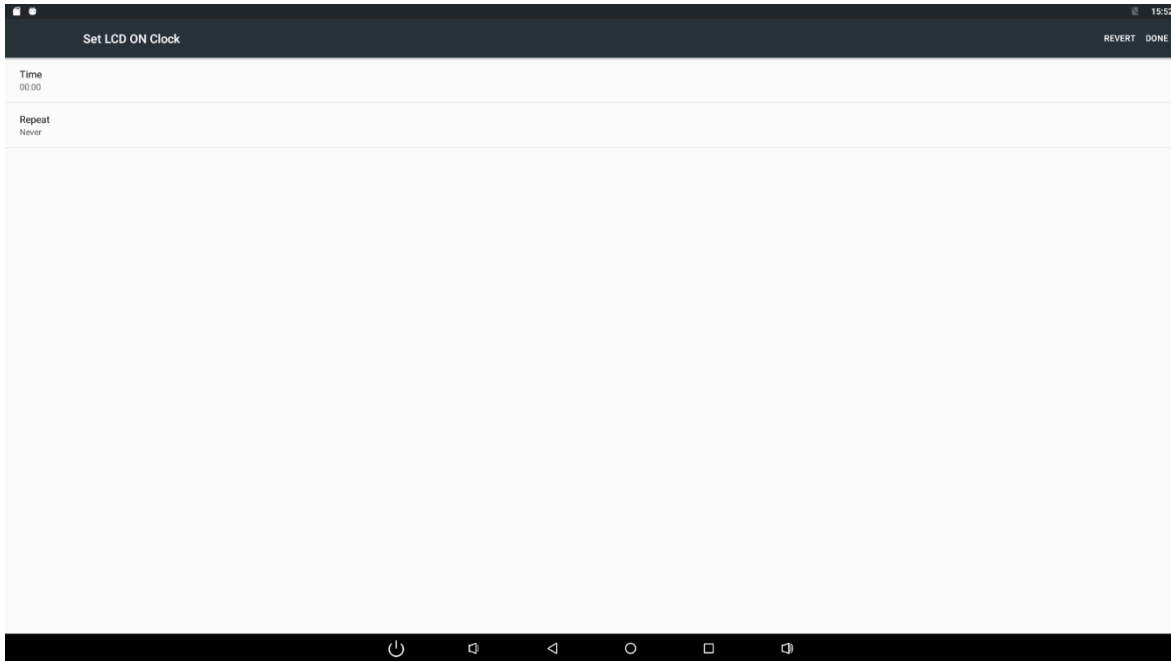 15:52
Set LCD ON Clock
REVERT DONE
Time
00:00
Repeat
Never